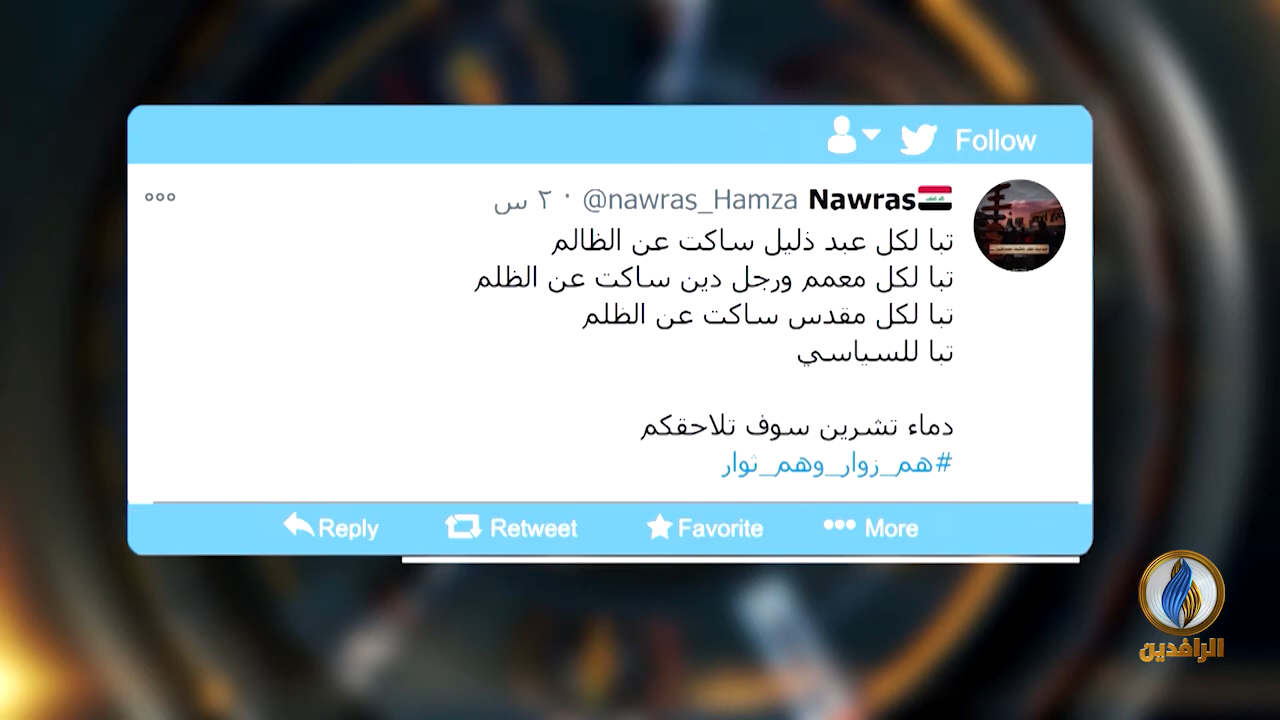 Follow
Nawras @nawras_Hamza · ٢ س
تبا لكل عبد ذليل ساكت عن الظالم
تبا لكل معمم ورجل دين ساكت عن الظلم
تبا لكل مقدس ساكت عن الظلم
تبا للسياسي
دماء تشرين سوف تلاحقكم
#هم_زوار_وهم_ثوار
Reply Retweet Favorite More
الرافدين